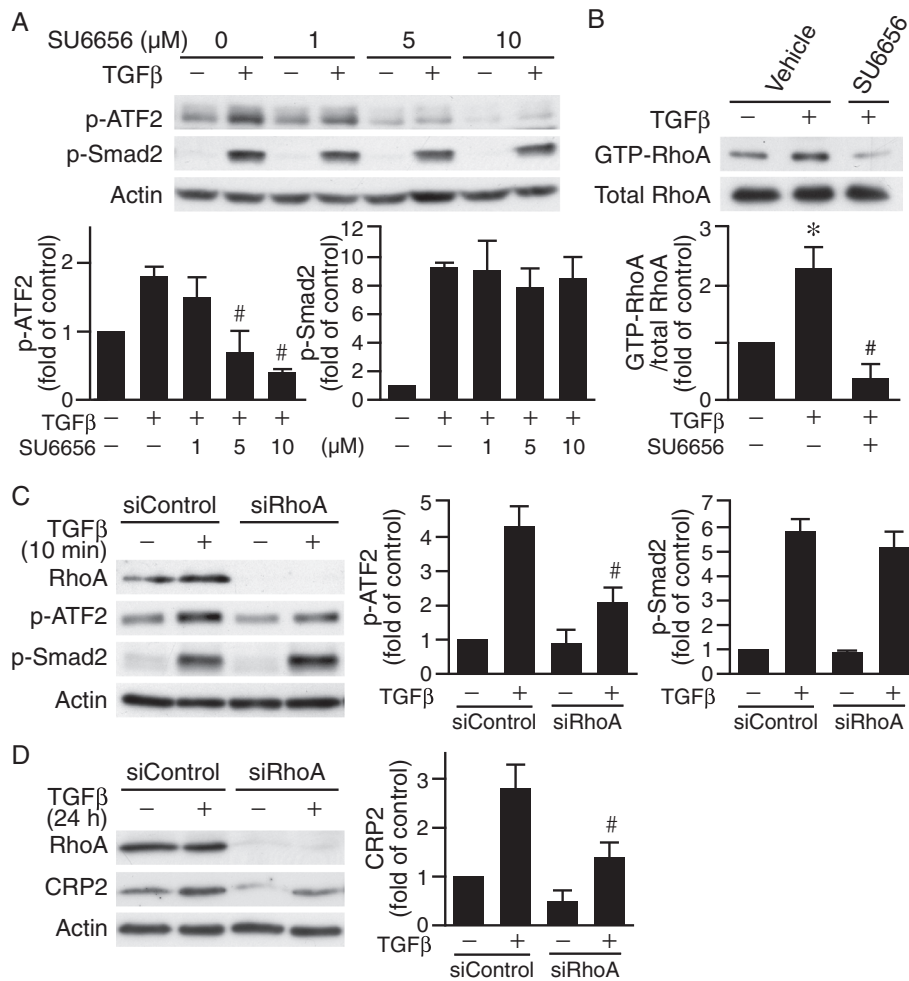 A
SU6656 (μM) 0 1 5 10
TGFβ − + − + − + − +
p-ATF2
p-Smad2
Actin
p-ATF2
(fold of control)
2
1
0
TGFβ − + + + +
SU6656 − − 1 5 10 (μM)
# #
p-Smad2
(fold of control)
12
10
8
6
4
2
0
− + + + +
− − 1 5 10
B
Vehicle SU6656
TGFβ − + +
GTP-RhoA
Total RhoA
GTP-RhoA
/total RhoA
(fold of control)
3
2
1
0
* #
TGFβ − + +
SU6656 − − +
C
siControl siRhoA
TGFβ
(10 min) − + − +
RhoA
p-ATF2
p-Smad2
Actin
p-ATF2
(fold of control)
5
4
3
2
1
0
#
TGFβ − + − +
siControl siRhoA
p-Smad2
(fold of control)
7
6
5
4
3
2
1
0
TGFβ − + − +
siControl siRhoA
D
siControl siRhoA
TGFβ
(24 h) − + − +
RhoA
CRP2
Actin
CRP2
(fold of control)
3
2
1
0
#
TGFβ − + − +
siControl siRhoA